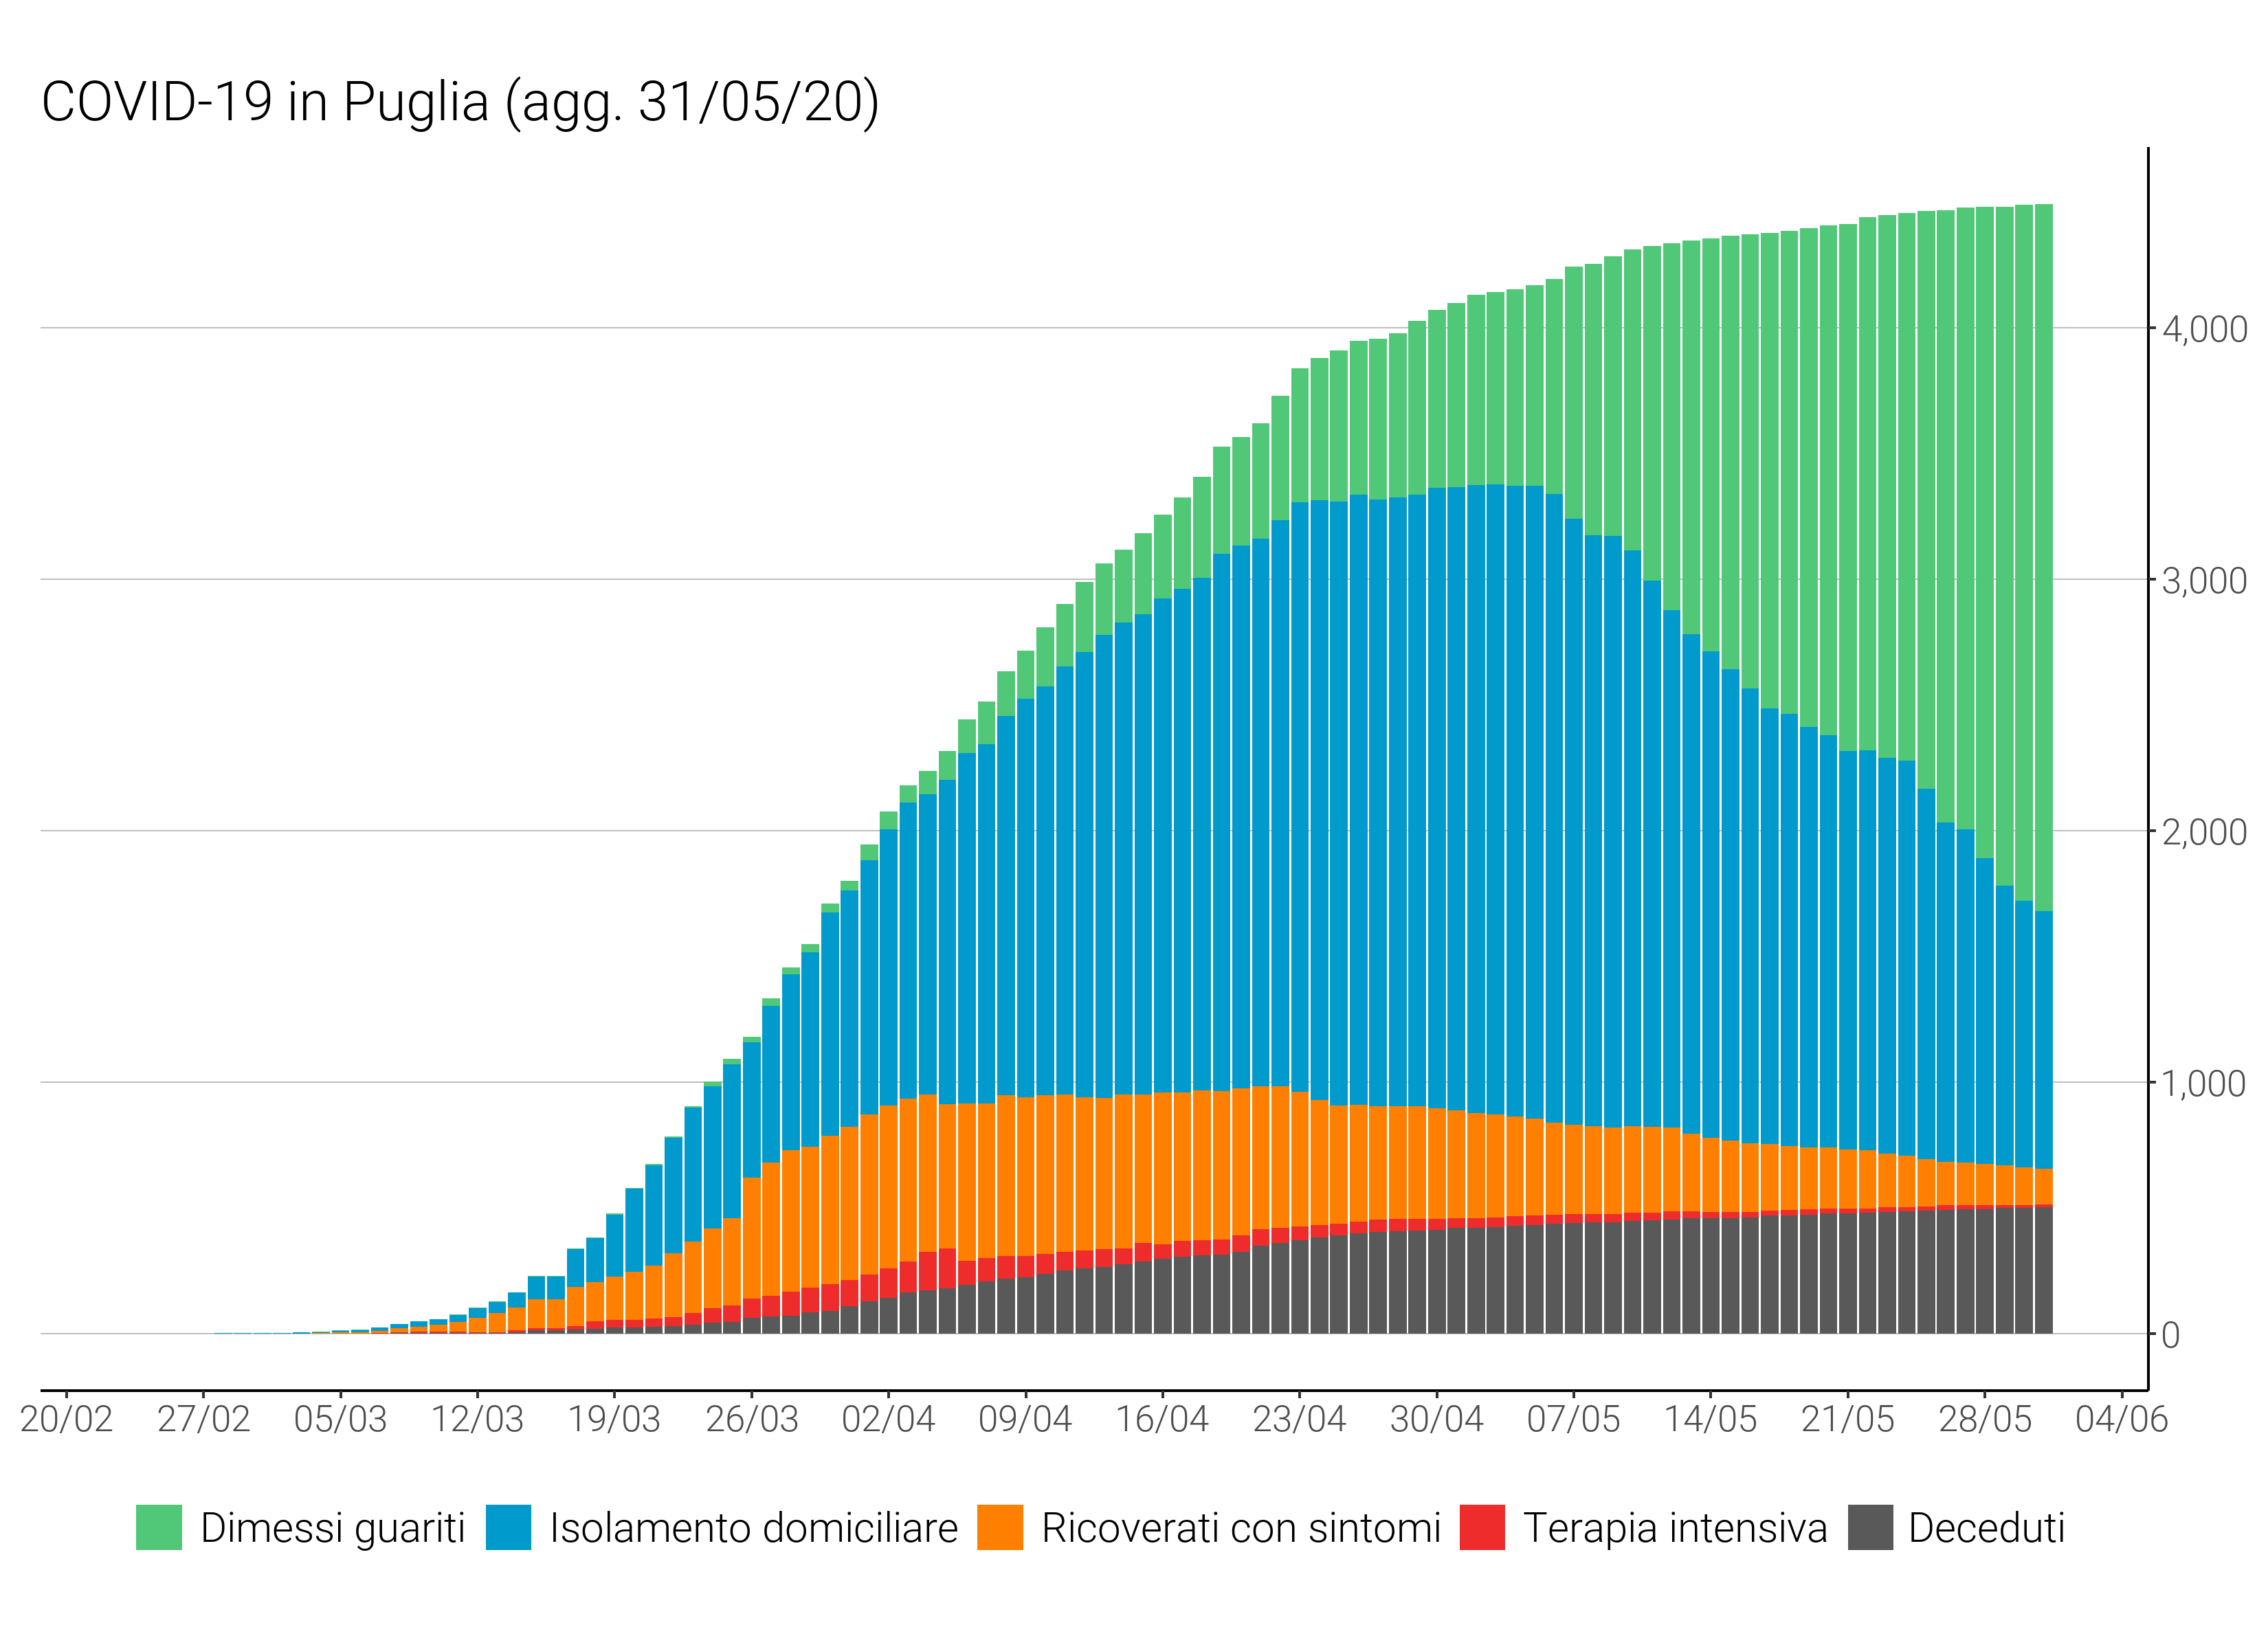 COVID-19 in Puglia (agg. 31/05/20)
4,000
3,000
2,000
1,000
0
20/02 27/02 05/03 12/03 19/03 26/03 02/04 09/04 16/04 23/04 30/04 07/05 14/05 21/05 28/05 04/06
Dimessi guariti Isolamento domiciliare Ricoverati con sintomi Terapia intensiva Deceduti